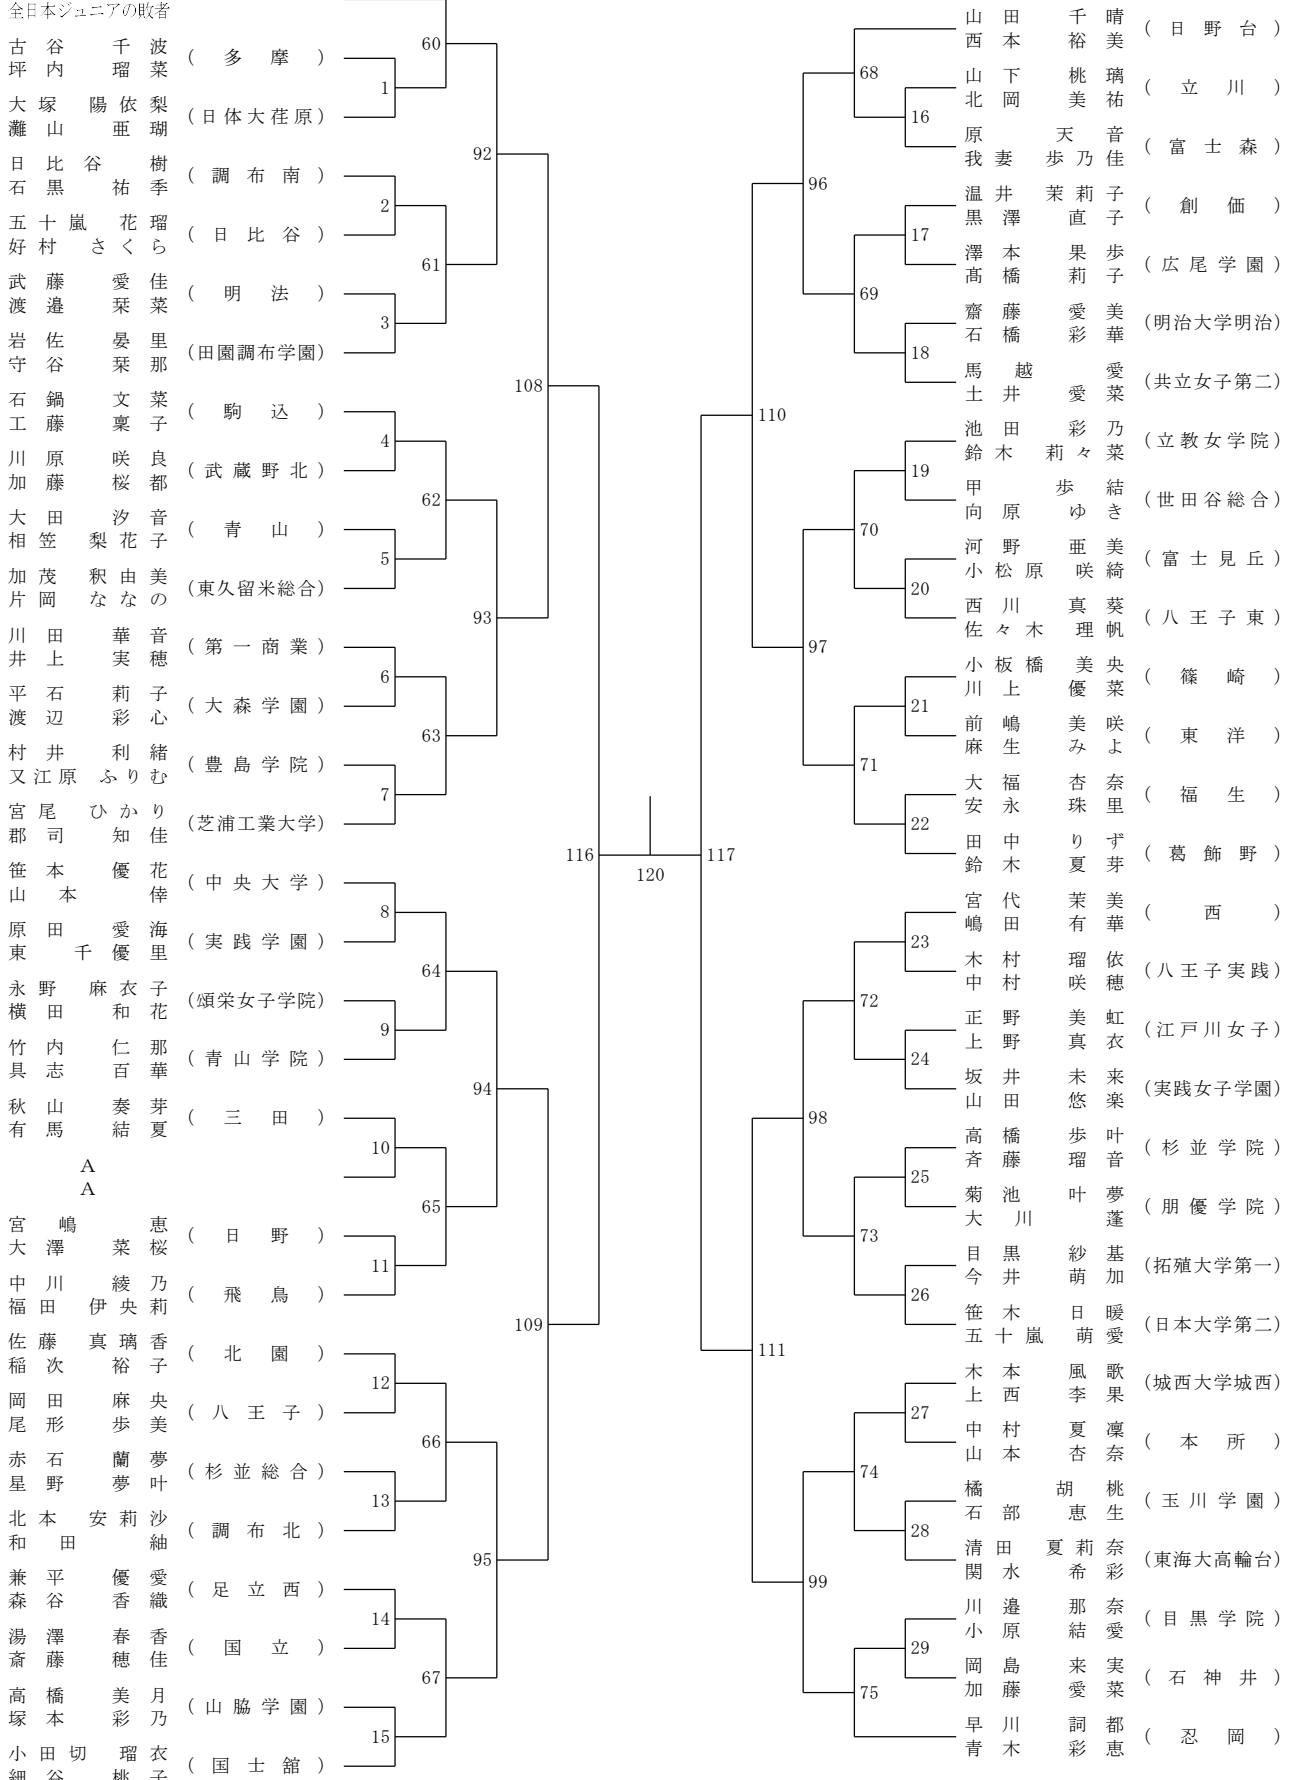 全日本ジュニアの敗者
古谷 千波
坪内 瑠菜
(多摩)
大塚 陽依梨
灘山 亜瑚
(日体大荏原)
日比谷 樹
石黒 祐季
(調布南)
五十嵐 花瑠
好村 さくら
(日比谷)
武藤 愛佳
渡邉 栞菜
(明法)
岩佐 晏里
守谷 栞那
(田園調布学園)
石鍋 文菜
工藤 稟子
(駒込)
川原 咲良
加藤 桜都
(武蔵野北)
大田 汐音
相笠 梨花子
(青山)
加茂 釈由美
片岡 ななの
(東久留米総合)
川田 華音
井上 実穂
(第一商業)
平石 莉子
渡辺 彩心
(大森学園)
村井 利緒
又江原 ふりむ
(豊島学院)
宮尾 ひかり
郡司 知佳
(芝浦工業大学)
笹本 優花
山本 倖
(中央大学)
原田 愛海
東 千優里
(実践学園)
永野 麻衣子
横田 和花
(頌栄女子学院)
竹内 仁那
具志 百華
(青山学院)
秋山 奏芽
有馬 結夏
(三田)
A
A
宮嶋 恵
大澤 菜桜
(日野)
中川 綾乃
福田 伊央莉
(飛鳥)
佐藤 真璃香
稲次 裕子
(北園)
岡田 麻央
尾形 歩美
(八王子)
赤石 蘭夢
星野 夢叶
(杉並総合)
北本 安莉沙
和田 紬
(調布北)
兼平 優愛
森谷 香織
(足立西)
湯澤 春香
斎藤 穂佳
(国立)
高橋 美月
塚本 彩乃
(山脇学園)
小田切 瑠衣
細谷 桃子
(国士舘)
1
2
3
4
5
6
7
8
9
10
11
12
13
14
15
60
61
62
63
64
65
66
67
92
93
94
95
108
109
116
120
117
110
111
96
97
98
99
68
69
70
71
72
73
74
75
16
17
18
19
20
21
22
23
24
25
26
27
28
29
山田 千晴
西本 裕美
(日野台)
山下 桃璃
北岡 美祐
(立川)
原 天音
我妻 歩乃佳
(富士森)
温井 茉莉子
黒澤 直子
(創価)
澤本 果歩
髙橋 莉子
(広尾学園)
齋藤 愛美
石橋 彩華
(明治大学明治)
馬越 愛
土井 愛菜
(共立女子第二)
池田 彩乃
鈴木 莉々菜
(立教女学院)
甲 歩結
向原 ゆき
(世田谷総合)
河野 亜美
小松原 咲綺
(富士見丘)
西川 真葵
佐々木 理帆
(八王子東)
小板橋 美央
川上 優菜
(篠崎)
前嶋 美咲
麻生 みよ
(東洋)
大福 杏奈
安永 珠里
(福生)
田中 りず
鈴木 夏芽
(葛飾野)
宮代 茉美
嶋田 有華
(西)
木村 瑠依
中村 咲穂
(八王子実践)
正野 美虹
上野 真衣
(江戸川女子)
坂井 未来
山田 悠楽
(実践女子学園)
高橋 歩叶
斉藤 瑠音
(杉並学院)
菊池 叶夢
大川 蓬
(朋優学院)
目黒 紗基
今井 萌加
(拓殖大学第一)
笹木 日暖
五十嵐 萌愛
(日本大学第二)
木本 風歌
上西 李果
(城西大学城西)
中村 夏凜
山本 杏奈
(本所)
橘 胡桃
石部 恵生
(玉川学園)
清田 夏莉奈
関水 希彩
(東海大高輪台)
川邉 那奈
小原 結愛
(目黒学院)
岡島 来実
加藤 愛菜
(石神井)
早川 詞都
青木 彩恵
(忍岡)